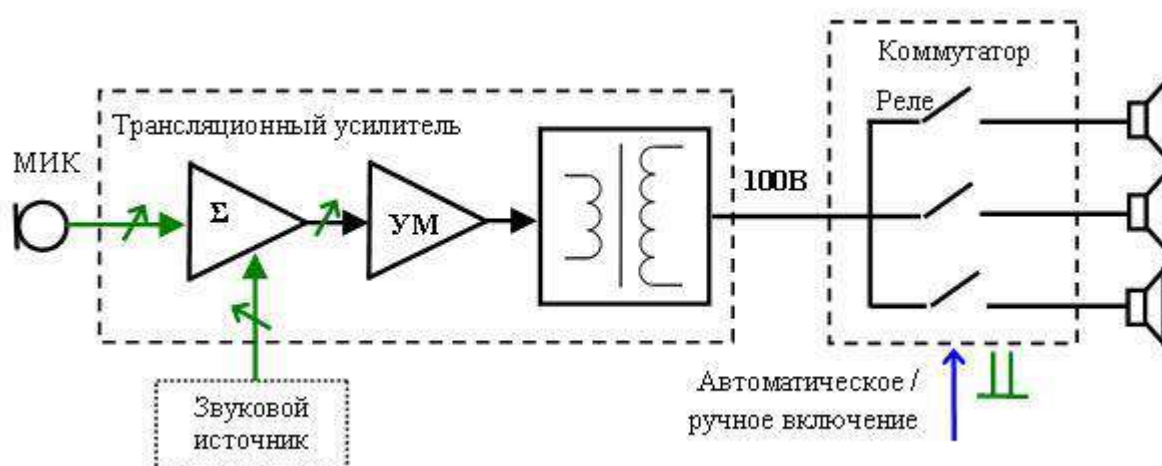 Коммутатор
Реле
Трансляционный усилитель
МИК
Σ
УМ
100В
Автоматическое /
ручное включение
Звуковой
источник